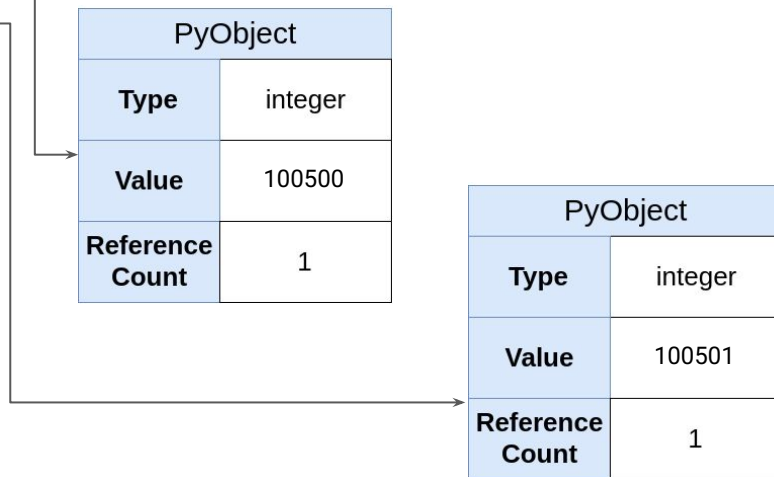 PyObject
Type integer
Value 100500
Reference
Count 1
PyObject
Type integer
Value 100501
Reference
Count 1